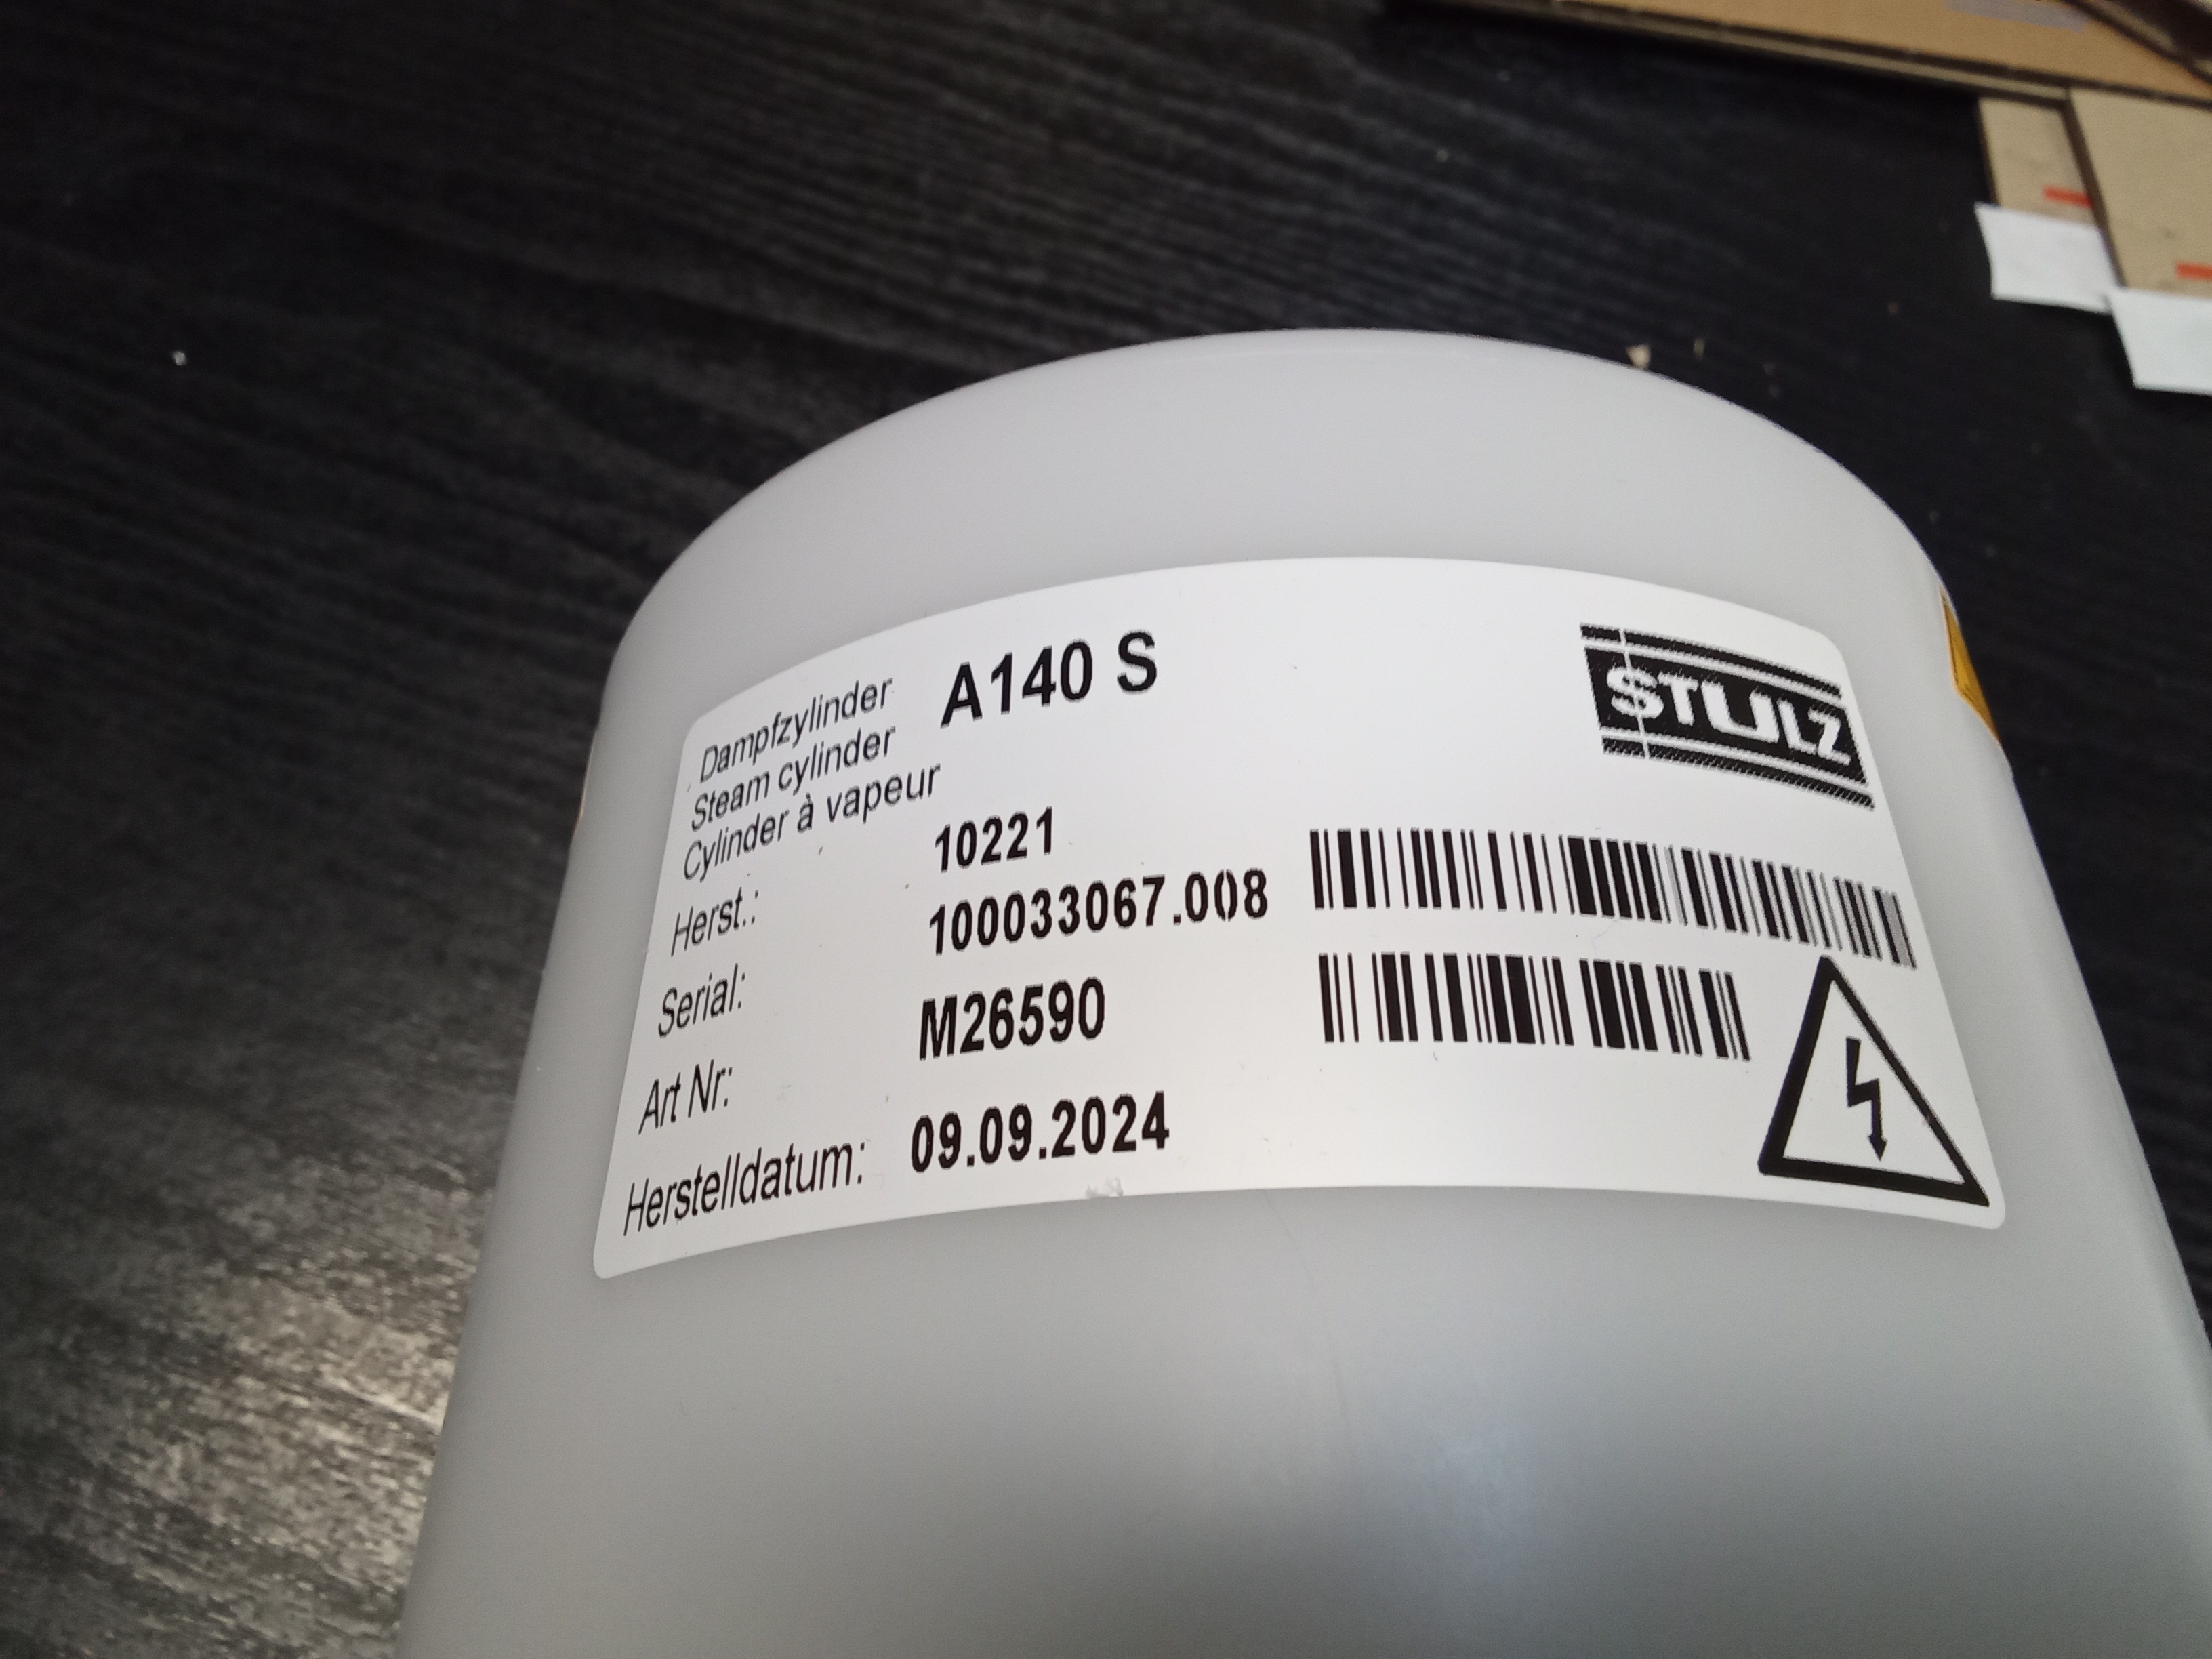 Dampfzylinder A140 S
Steam cylinder
Cylinder à vapeur
STULZ
Herst.: 10221
Serial: 100033067.008
Art Nr: M26590
Herstelldatum: 09.09.2024